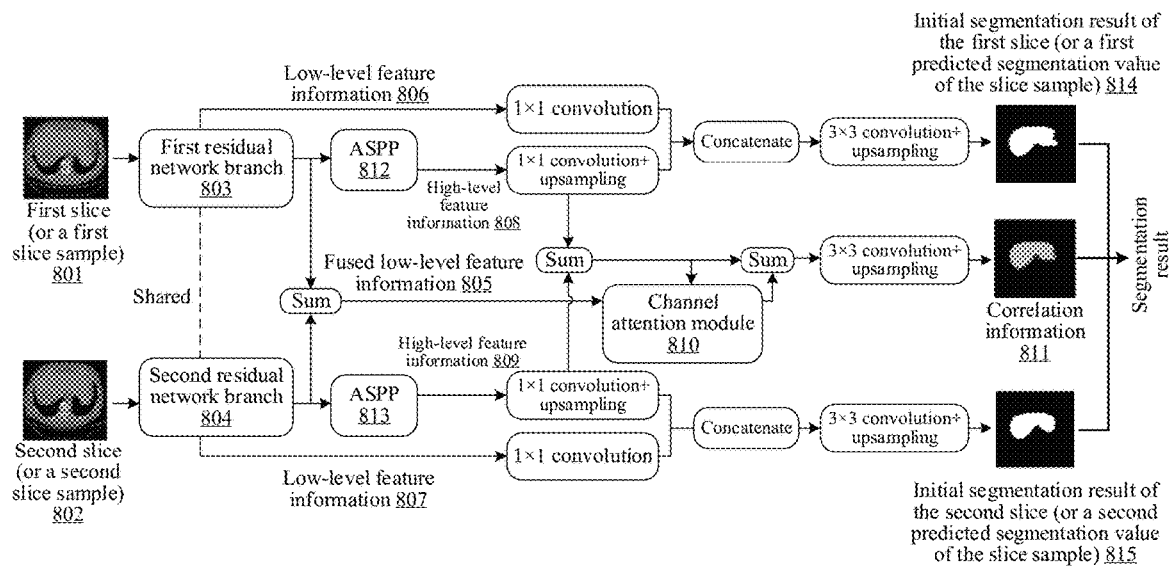 Initial segmentation result of
the first slice (or a first
predicted segmentation value
of the slice sample) 814
Low-level feature
information 806
1×1 convolution
First residual
network branch
803
ASPP
812
1×1 convolution+
upsampling
Concatenate
3×3 convolution+
upsampling
High-level
feature
information 808
First slice
(or a first
slice sample)
801
Shared
Sum
Fused low-level feature
information 805
Sum
Sum
3×3 convolution+
upsampling
Channel
attention module
810
Correlation
information
811
Segmentation
result
High-level feature
information 809
Second residual
network branch
804
ASPP
813
1×1 convolution+
upsampling
1×1 convolution
Concatenate
3×3 convolution+
upsampling
Second slice
(or a second
slice sample)
802
Low-level feature
information 807
Initial segmentation result of
the second slice (or a second
predicted segmentation value
of the slice sample) 815